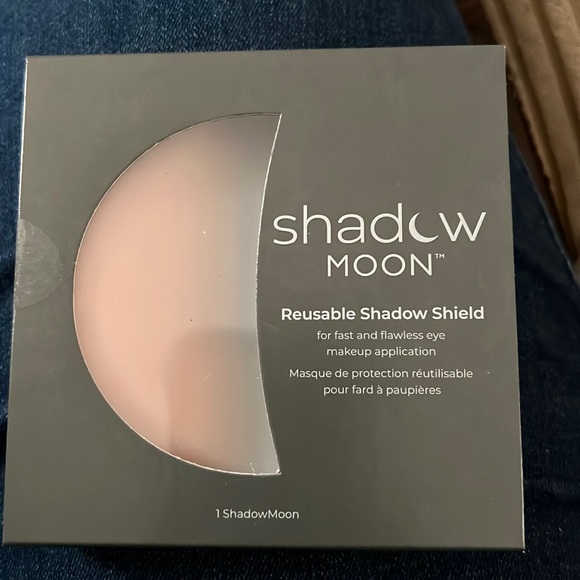 shadow
MOON™
Reusable Shadow Shield
for fast and flawless eye
makeup application
Masque de protection réutilisable
pour fard à paupières
1 ShadowMoon